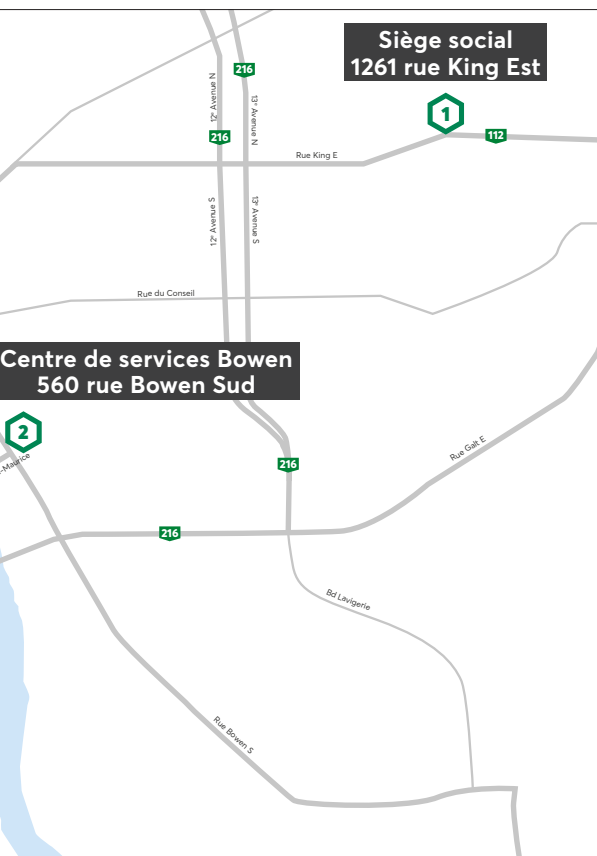 Siège social
1261 rue King Est
216
12e Avenue N
13e Avenue N
216
1
112
Rue King E
12e Avenue S
13e Avenue S
Rue du Conseil
Centre de services Bowen
560 rue Bowen Sud
2
-Maurice
Rue Galt E
216
216
Bd Lavigerie
Rue Bowen S